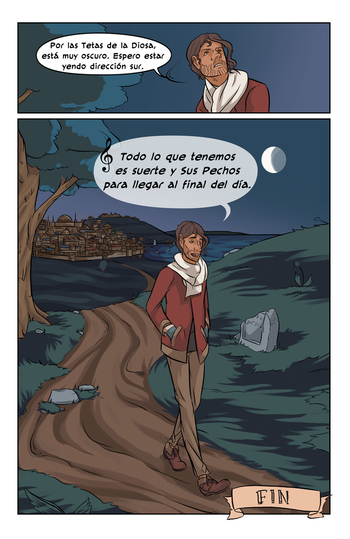 Por las Tetas de la Diosa,
está muy oscuro. Espero estar
yendo dirección sur.
Todo lo que tenemos
es suerte y Sus Pechos
para llegar al final del día.
FIN